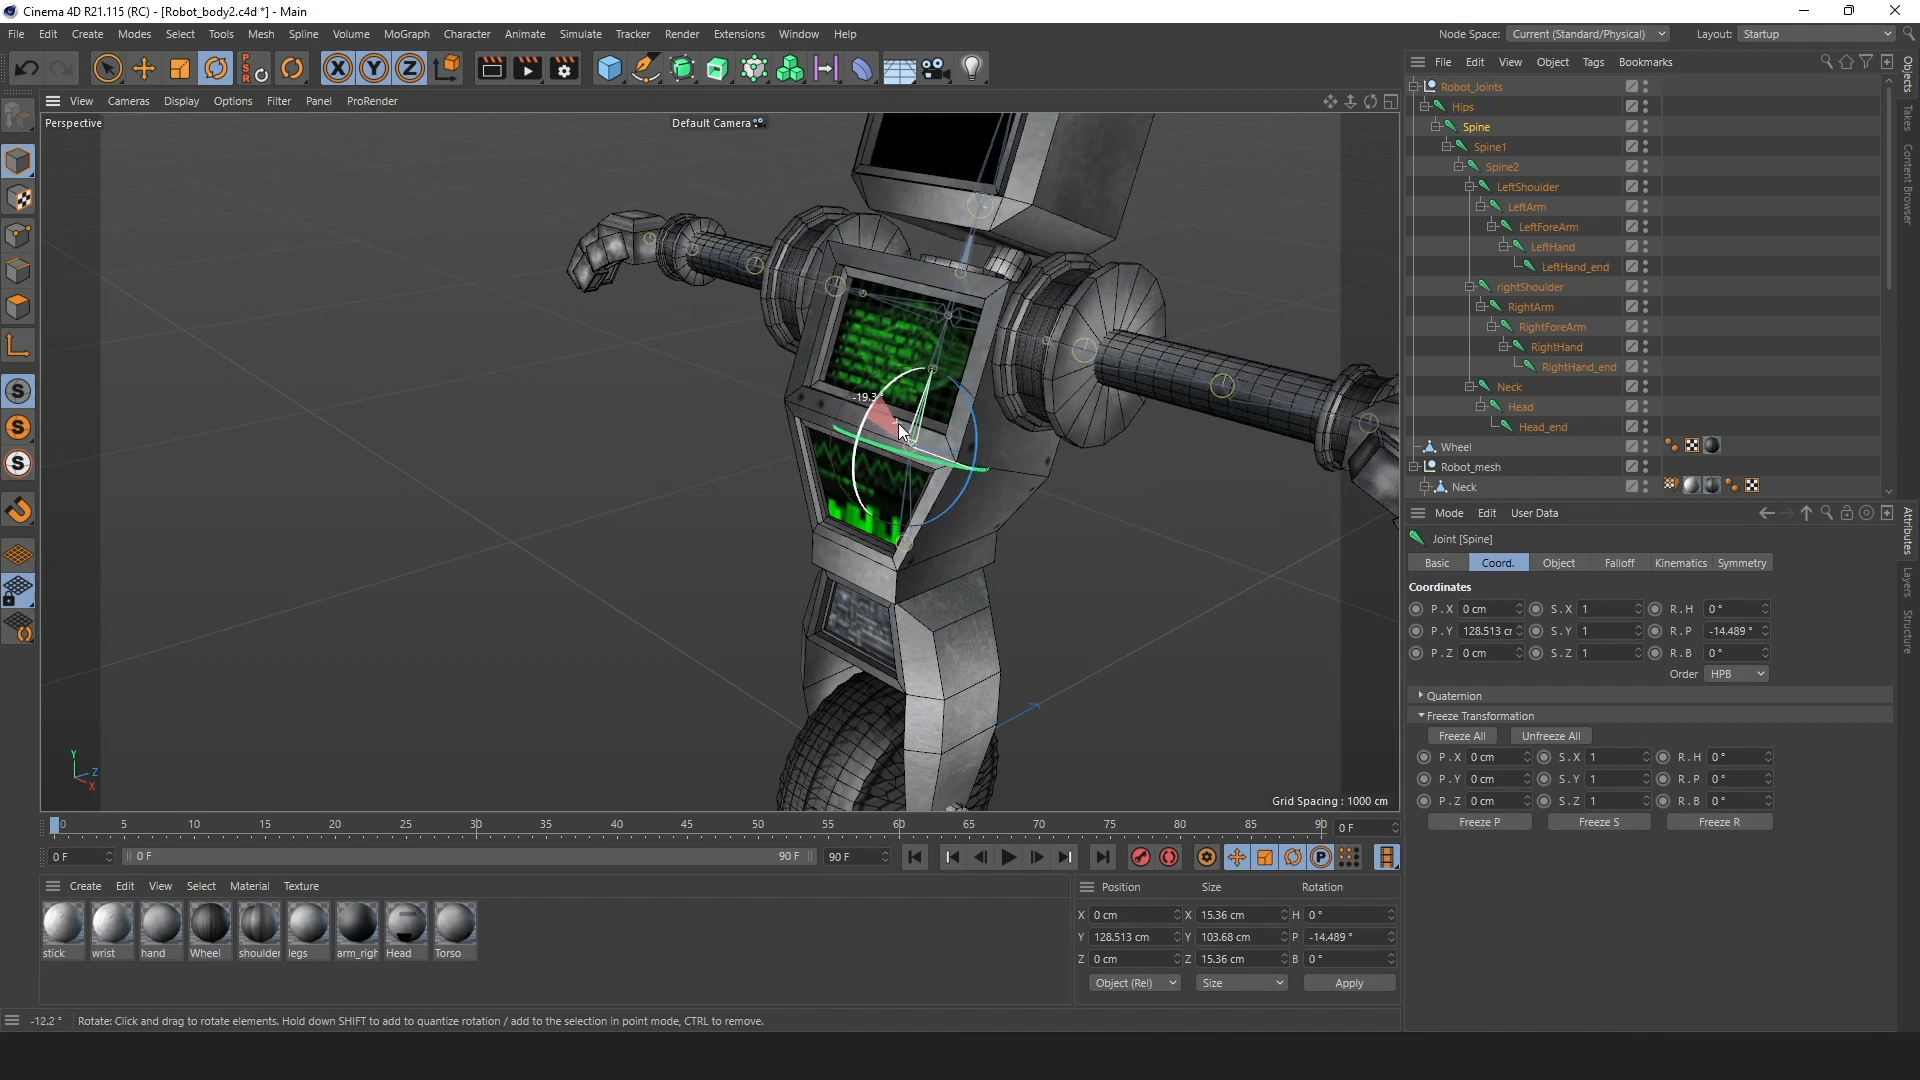 Cinema 4D R21.115 (RC) - [Robot_body2.c4d *] - Main
File Edit Create Modes Select Tools Mesh Spline Volume MoGraph Character Animate Simulate Tracker Render Extensions Window Help
Node Space: Current (Standard/Physical) Layout: Startup
PSR X Y Z
File Edit View Object Tags Bookmarks
View Cameras Display Options Filter Panel ProRender
Perspective
Default Camera
Robot_Joints
Hips
Spine
Spine1
Spine2
LeftShoulder
LeftArm
LeftForeArm
LeftHand
LeftHand_end
rightShoulder
RightArm
RightForeArm
RightHand
RightHand_end
Neck
Head
Head_end
Wheel
Robot_mesh
Neck
Objects
Takes
Content Browser
-19.3°
Y
Z
X
Grid Spacing : 1000 cm
Mode Edit User Data
Joint [Spine]
Basic Coord. Object Falloff Kinematics Symmetry
Coordinates
P . X 0 cm S . X 1 R . H 0°
P . Y 128.513 cr S . Y 1 R . P -14.489 °
P . Z 0 cm S . Z 1 R . B 0°
Order HPB
Quaternion
Freeze Transformation
Freeze All Unfreeze All
P . X 0 cm S . X 1 R . H 0°
P . Y 0 cm S . Y 1 R . P 0°
P . Z 0 cm S . Z 1 R . B 0°
Freeze P Freeze S Freeze R
Attributes
Layers
Structure
0 5 10 15 20 25 30 35 40 45 50 55 60 65 70 75 80 85 90 0 F
0 F 0 F 90 F 90 F
Create Edit View Select Material Texture
stick wrist hand Wheel shoulder legs arm_righ Head Torso
Position Size Rotation
X 0 cm X 15.36 cm H 0°
Y 128.513 cm Y 103.68 cm P -14.489 °
Z 0 cm Z 15.36 cm B 0°
Object (Rel) Size Apply
-12.2 ° Rotate: Click and drag to rotate elements. Hold down SHIFT to add to quantize rotation / add to the selection in point mode, CTRL to remove.